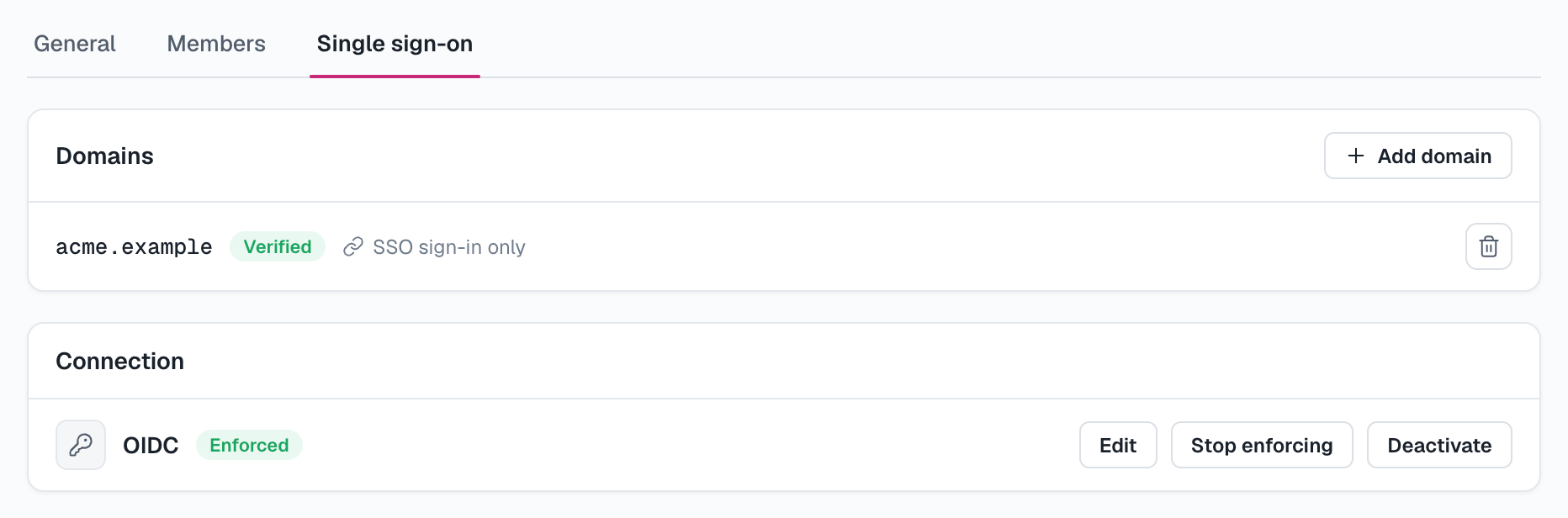 General Members Single sign-on
Domains
Add domain
acme.example Verified SSO sign-in only
Connection
OIDC Enforced Edit Stop enforcing Deactivate